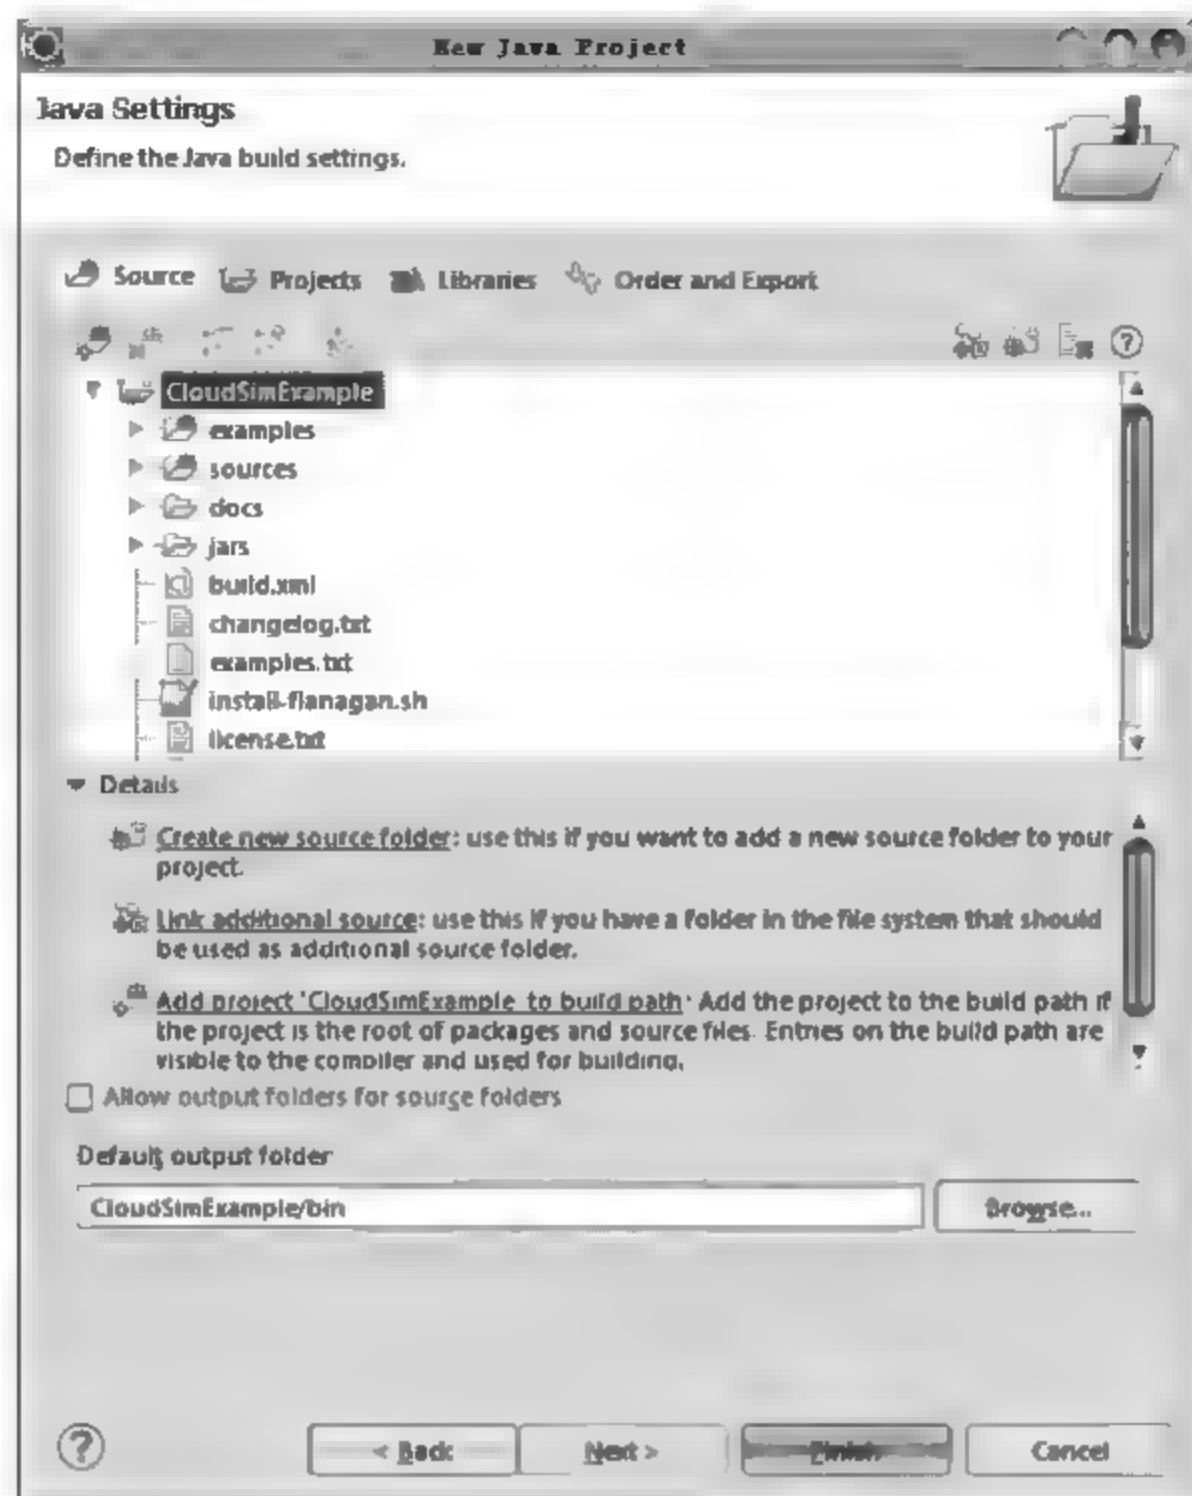 New Java Project
Java Settings
Define the Java build settings.
Source Projects Libraries Order and Export
CloudSimExample
examples
sources
docs
jars
build.xml
changelog.txt
examples.txt
install-flanagan.sh
license.txt
Details
Create new source folder: use this if you want to add a new source folder to your
project.
Link additional source: use this if you have a folder in the file system that should
be used as additional source folder.
Add project 'CloudSimExample' to build path: Add the project to the build path if
the project is the root of packages and source files. Entries on the build path are
visible to the compiler and used for building.
Allow output folders for source folders
Default output folder
CloudSimExample/bin Browse...
< Back Next > Finish Cancel